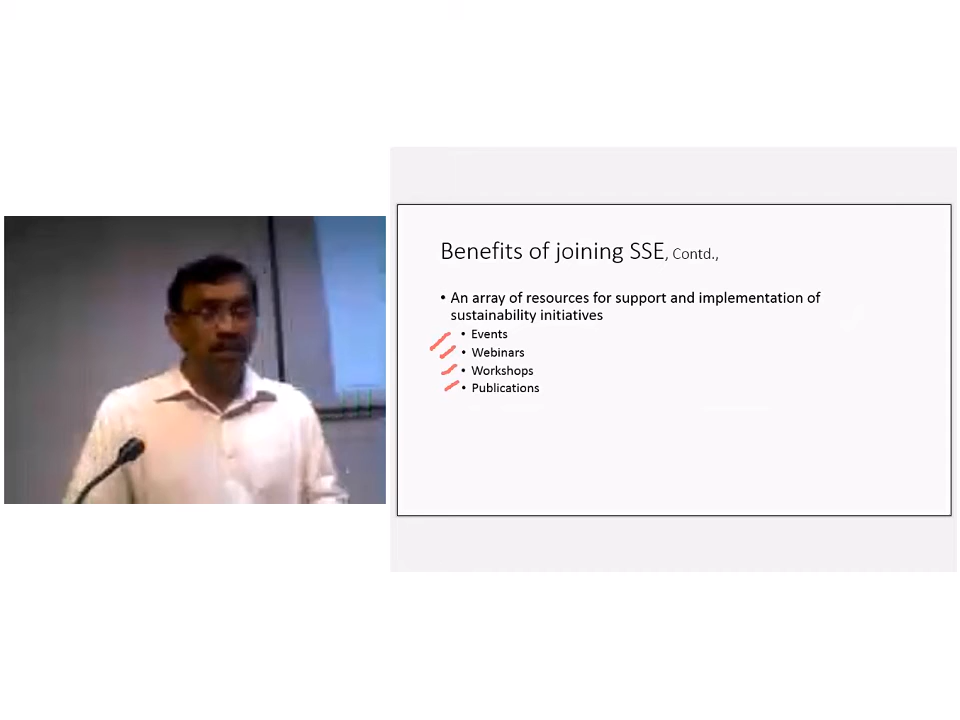 Benefits of joining SSE, Contd.,
• An array of resources for support and implementation of
sustainability initiatives
• Events
• Webinars
• Workshops
• Publications